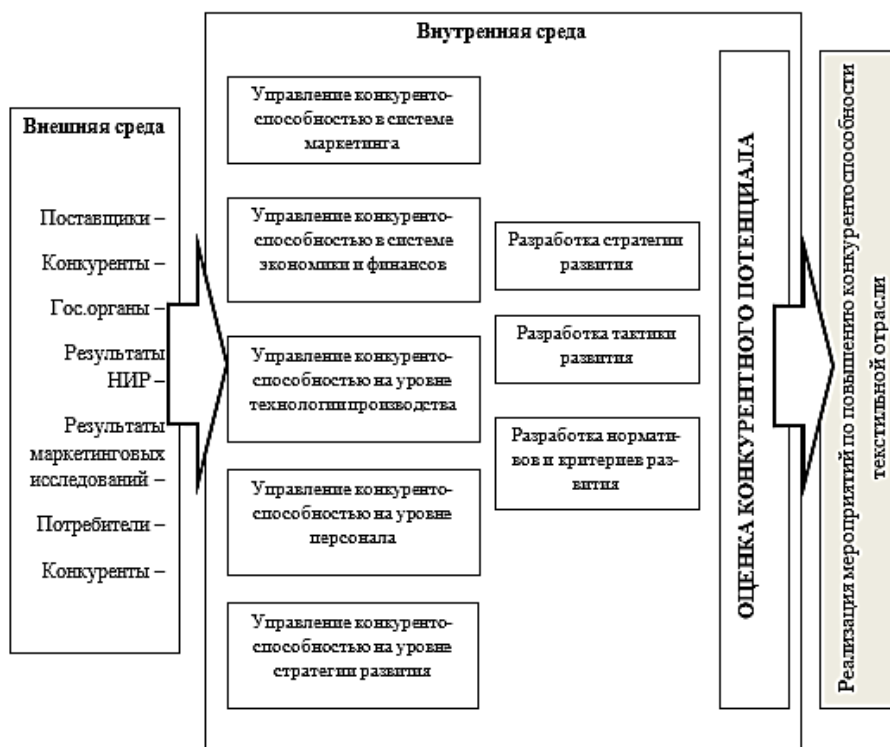 Внутренняя среда
Внешняя среда
Поставщики –
Конкуренты –
Гос.органы –
Результаты
НИР –
Результаты
маркетинговых
исследований –
Потребители –
Конкуренты –
Управление конкуренто-
способностью в системе
маркетинга
Управление конкуренто-
способностью в системе
экономики и финансов
Управление конкуренто-
способностью на уровне
технологии производства
Управление конкуренто-
способностью на уровне
персонала
Управление конкуренто-
способностью на уровне
стратегии развития
Разработка стратегии
развития
Разработка тактики
развития
Разработка нормати-
вов и критериев раз-
вития
ОЦЕНКА КОНКУРЕНТНОГО ПОТЕНЦИАЛА
Реализация мероприятий по повышению конкурентоспособности
текстильной отрасли